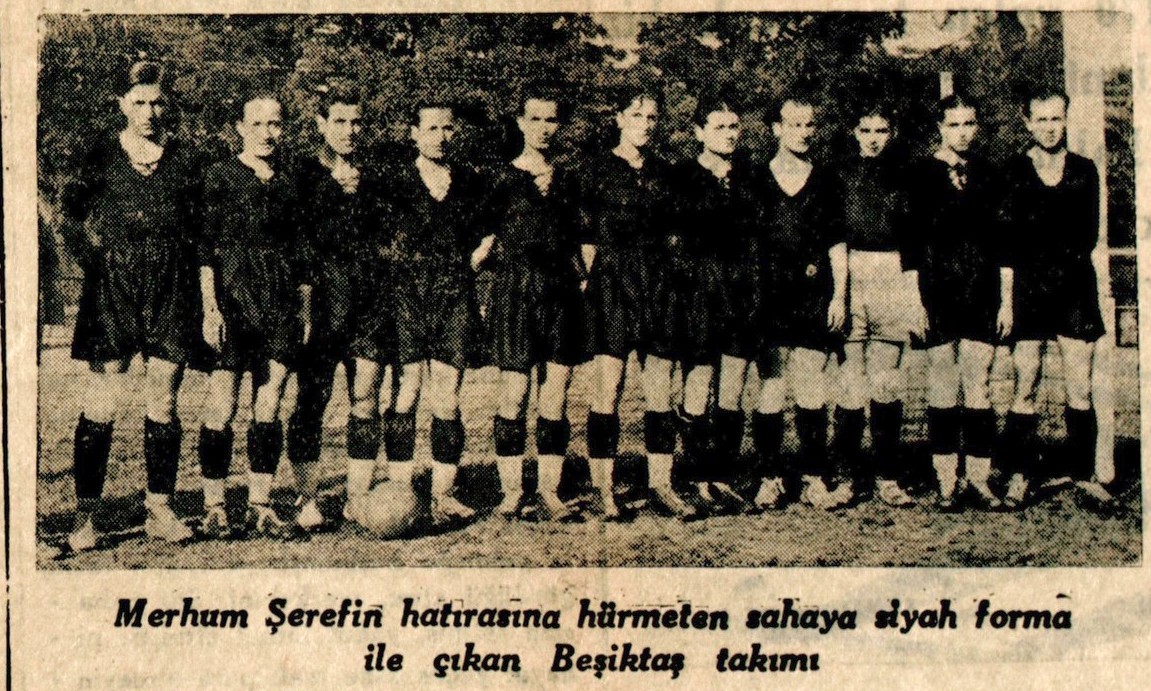 Merhum Şerefin hatırasına hürmeten sahaya siyah forma
ile çıkan Beşiktaş takımı